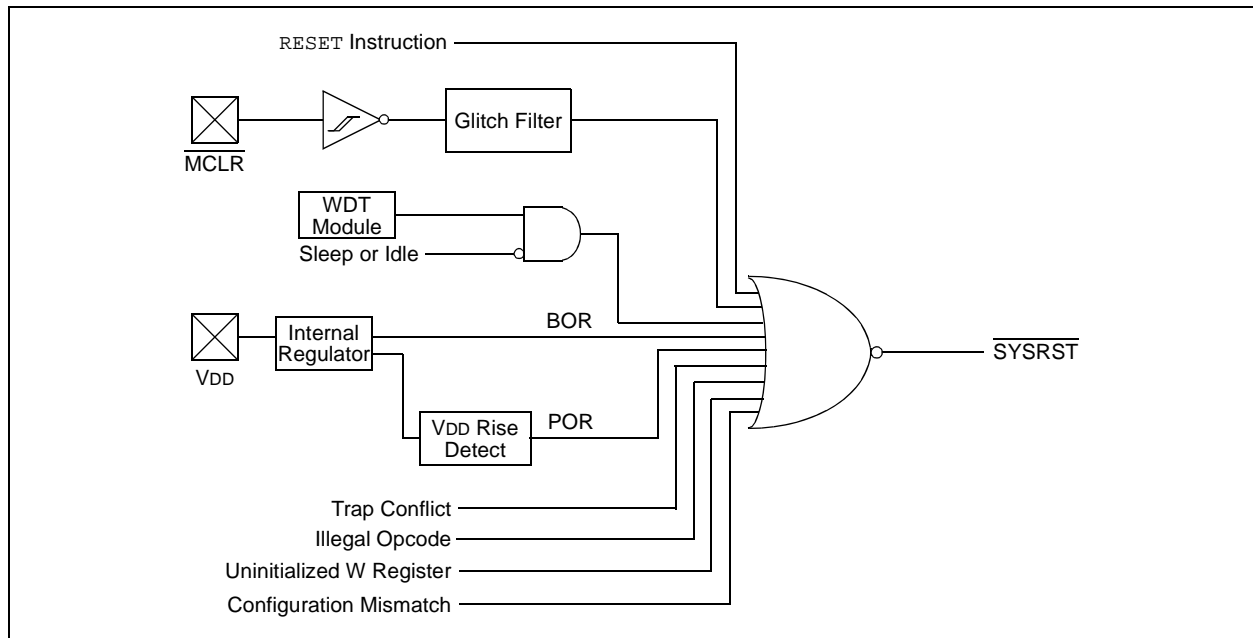 RESET Instruction
Glitch Filter
MCLR
WDT
Module
Sleep or Idle
BOR
Internal
Regulator
VDD
SYSRST
POR
VDD Rise
Detect
Trap Conflict
Illegal Opcode
Uninitialized W Register
Configuration Mismatch